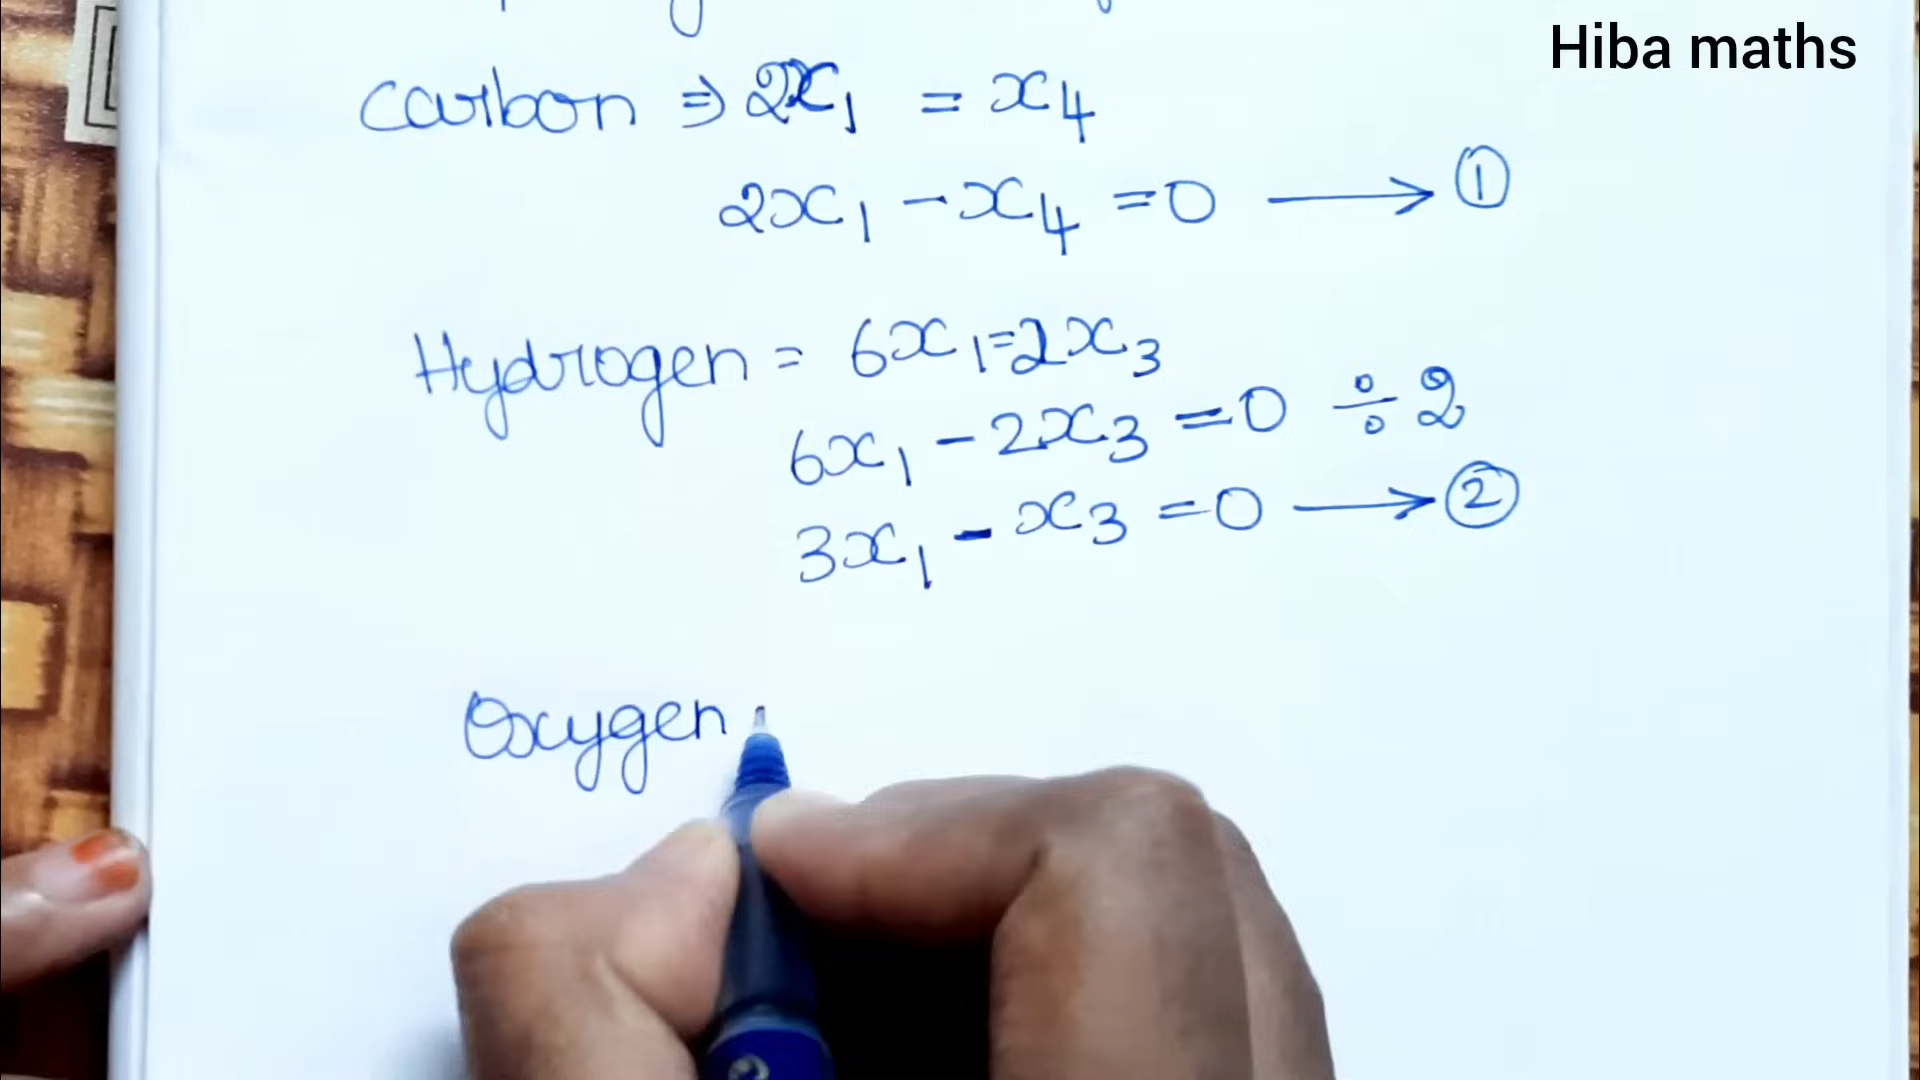 Hiba maths
Carbon ⇒ 2x₁ = x₄
2x₁ - x₄ = 0 ⟶ ①
Hydrogen = 6x₁ = 2x₃
6x₁ - 2x₃ = 0 ÷ 2
3x₁ - x₃ = 0 ⟶ ②
Oxygen